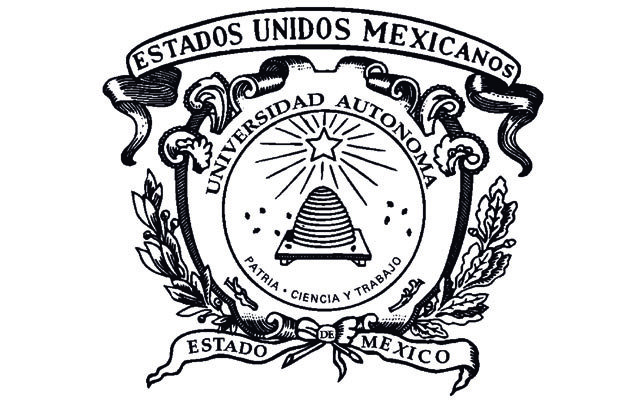 ESTADOS UNIDOS MEXICANOS
UNIVERSIDAD AUTONOMA
PATRIA • CIENCIA Y TRABAJO
ESTADO DE MEXICO